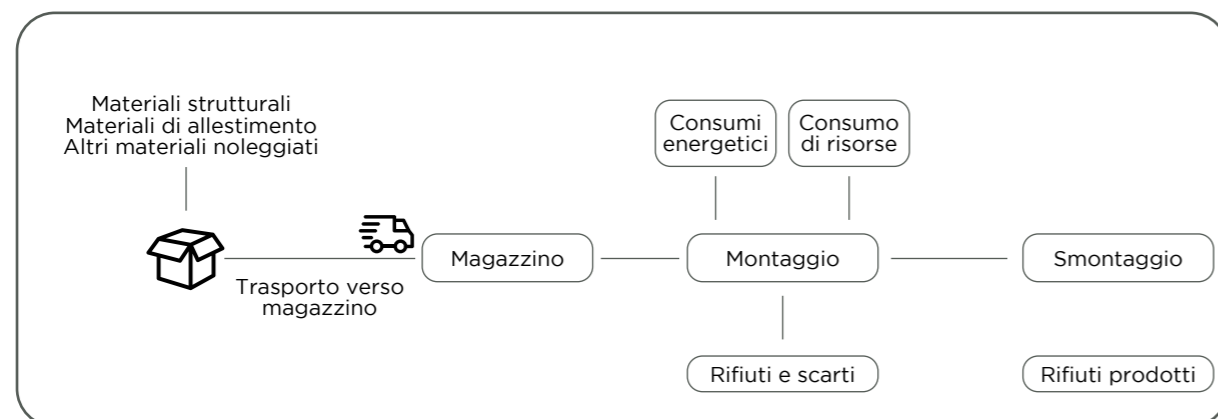 Materiali strutturali
Materiali di allestimento
Altri materiali noleggiati
Consumi
energetici
Consumo
di risorse
Trasporto verso
magazzino
Magazzino
Montaggio
Smontaggio
Rifiuti e scarti
Rifiuti prodotti